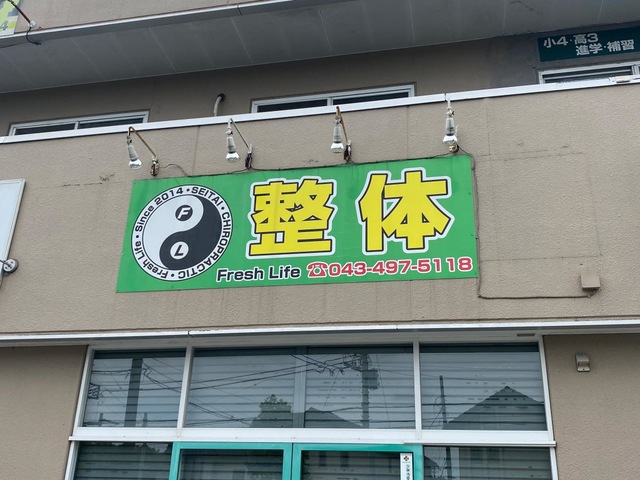 小4・高3
進学・補習
Fresh Life・Since 2014・SEITAI・CHIROPRACTIC・
F
L
整体
Fresh Life ☎043-497-5118